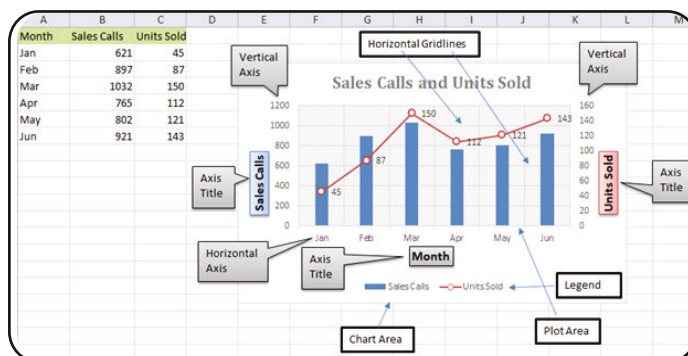 A B C D E F G H I J K L M
Month Sales Calls Units Sold
Jan 621 45
Feb 897 87
Mar 1032 150
Apr 765 112
May 802 121
Jun 921 143
Horizontal Gridlines
Vertical
Axis
Vertical
Axis
Sales Calls and Units Sold
1200
1000
800
600
400
200
0
160
140
120
100
80
60
40
20
0
45
87
150
112
121
143
Axis
Title
Sales Calls
Units Sold
Axis
Title
Jan Feb Mar Apr May Jun
Horizontal
Axis
Axis
Title
Month
Sales Calls Units Sold
Legend
Chart Area
Plot Area